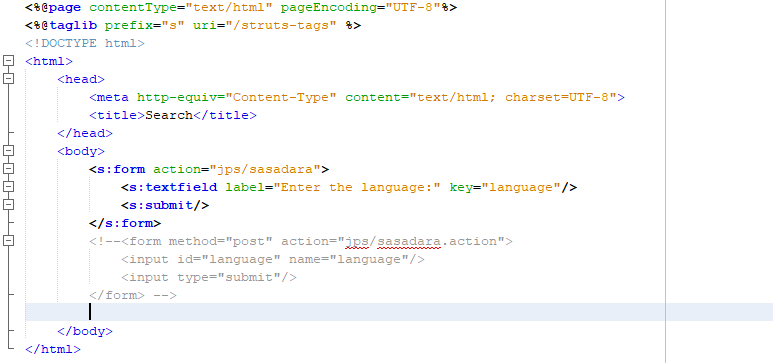 <%@page contentType="text/html" pageEncoding="UTF-8"%>
<%@taglib prefix="s" uri="/struts-tags" %>
<!DOCTYPE html>
<html>
<head>
<meta http-equiv="Content-Type" content="text/html; charset=UTF-8">
<title>Search</title>
</head>
<body>
<s:form action="jps/sasadara">
<s:textfield label="Enter the language:" key="language"/>
<s:submit/>
</s:form>
<!--<form method="post" action="jps/sasadara.action">
<input id="language" name="language"/>
<input type="submit"/>
</form> -->
</body>
</html>